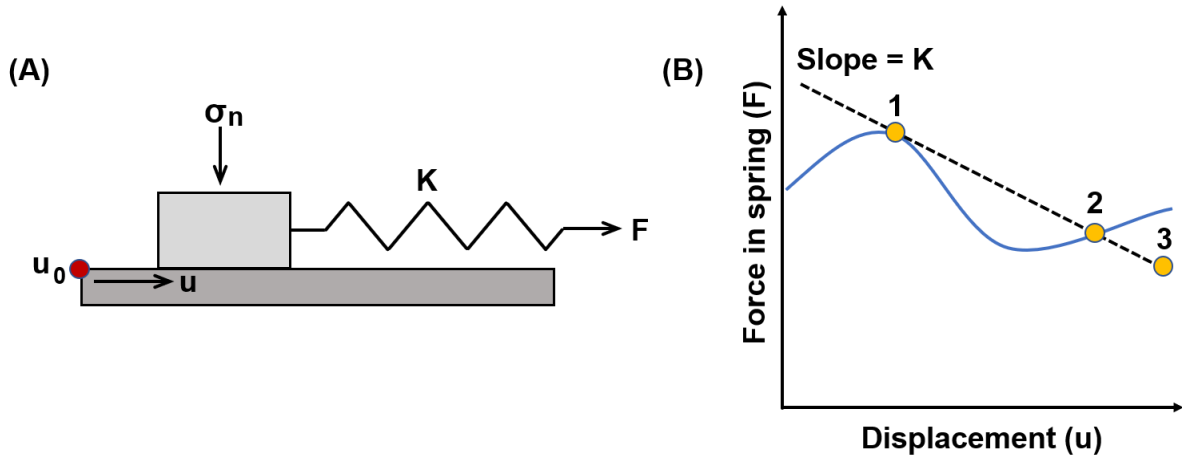 (A)
σn
K
F
u0
u
(B)
Slope = K
1
2
3
Force in spring (F)
Displacement (u)